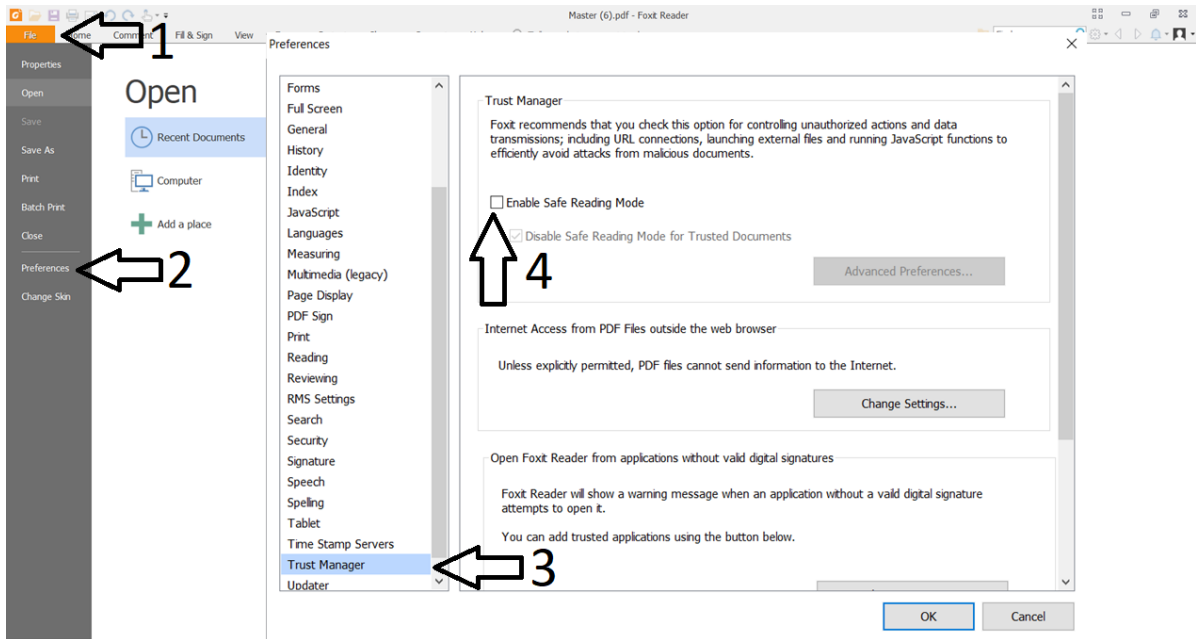 Master (6).pdf - Foxit Reader
File
Home
Comment
Fill & Sign
View
1
Properties
Open
Save
Save As
Print
Batch Print
Close
Preferences
Change Skin
2
Open
Recent Documents
Computer
Add a place
Preferences
Forms
Full Screen
General
History
Identity
Index
JavaScript
Languages
Measuring
Multimedia (legacy)
Page Display
PDF Sign
Print
Reading
Reviewing
RMS Settings
Search
Security
Signature
Speech
Spelling
Tablet
Time Stamp Servers
Trust Manager
Updater
3
Trust Manager
Foxit recommends that you check this option for controlling unauthorized actions and data
transmissions; including URL connections, launching external files and running JavaScript functions to
efficiently avoid attacks from malicious documents.
Enable Safe Reading Mode
Disable Safe Reading Mode for Trusted Documents
4
Advanced Preferences...
Internet Access from PDF Files outside the web browser
Unless explicitly permitted, PDF files cannot send information to the Internet.
Change Settings...
Open Foxit Reader from applications without valid digital signatures
Foxit Reader will show a warning message when an application without a vaild digital signature
attempts to open it.
You can add trusted applications using the button below.
OK
Cancel